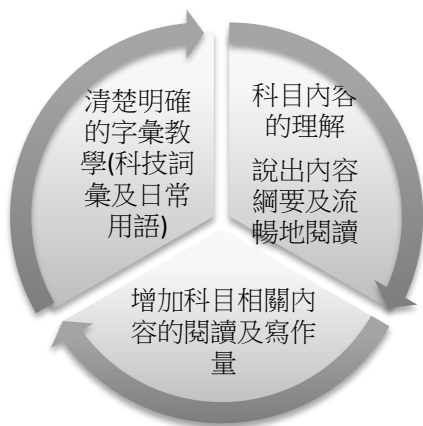 清楚明確
的字彙教
學(科技詞
彙及日常
用語)
科目內容
的理解
說出內容
綱要及流
暢地閱讀
增加科目相關內
容的閱讀及寫作
量